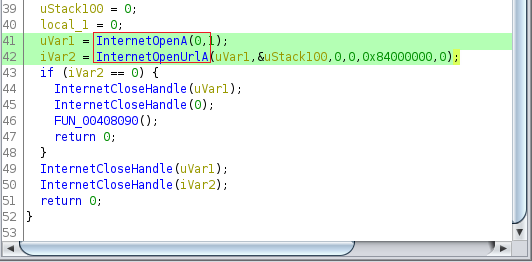 39 uStack100 = 0;
40 local_1 = 0;
41 uVar1 = InternetOpenA(0,1);
42 iVar2 = InternetOpenUrlA(uVar1,&uStack100,0,0,0x84000000,0);
43 if (iVar2 == 0) {
44 InternetCloseHandle(uVar1);
45 InternetCloseHandle(0);
46 FUN_00408090();
47 return 0;
48 }
49 InternetCloseHandle(uVar1);
50 InternetCloseHandle(iVar2);
51 return 0;
52 }
53